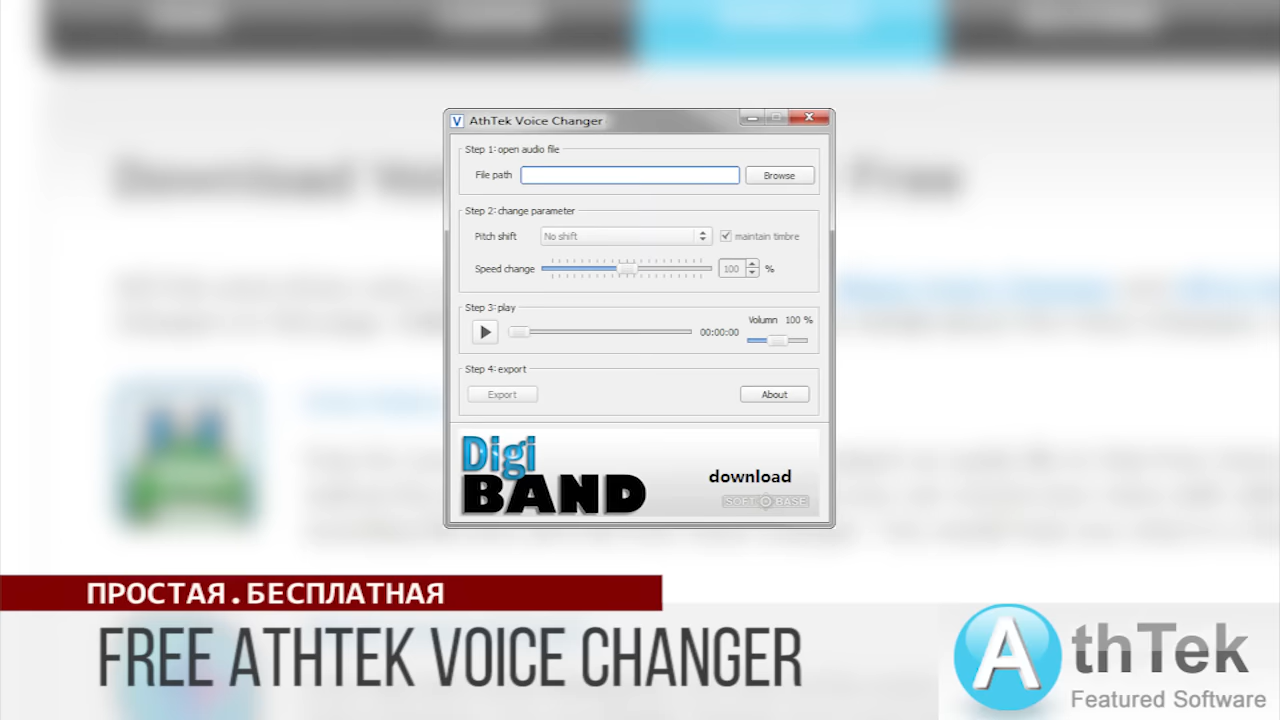 AthTek Voice Changer
Step 1: open audio file
File path
Browse
Step 2: change parameter
Pitch shift No shift maintain timbre
Speed change 100 %
Step 3: play
Volumn 100 %
00:00:00
Step 4: export
Export About
Digi
BAND
download
SOFT BASE
ПРОСТАЯ.БЕСПЛАТНАЯ
FREE ATHTEK VOICE CHANGER
AthTek
Featured Software